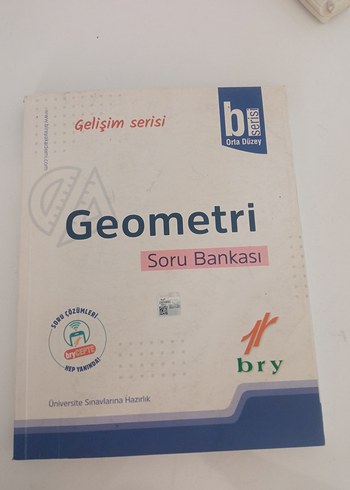 Gelişim serisi
b serisi
Orta Düzey
Geometri
Soru Bankası
SORU ÇÖZÜMLERİ
HEP YANINDA!
bry
Üniversite Sınavlarına Hazırlık